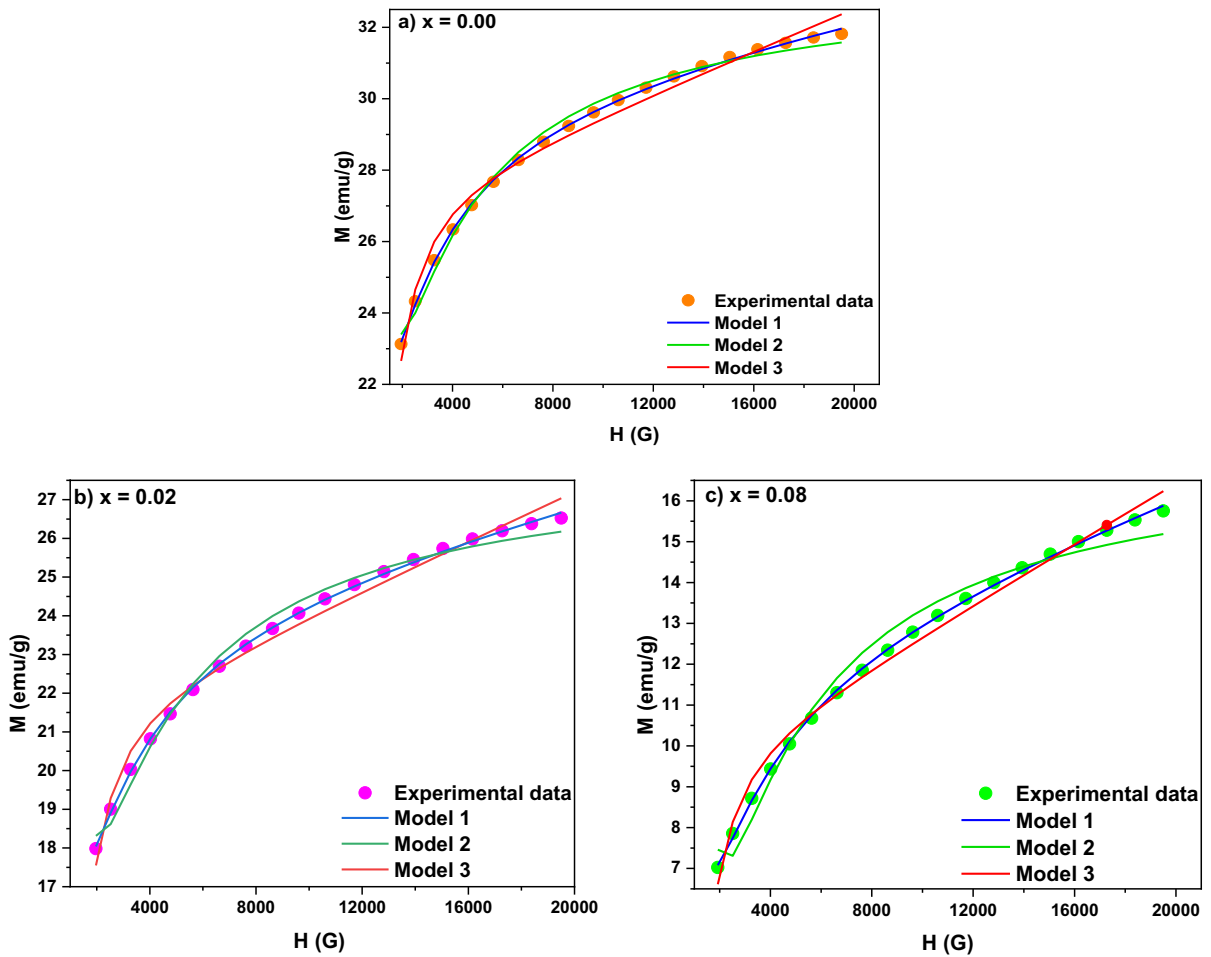 a) x = 0.00
32
30
28
26
24
22
M (emu/g)
Experimental data
Model 1
Model 2
Model 3
4000
8000
12000
16000
20000
H (G)
b) x = 0.02
27
26
25
24
23
22
21
20
19
18
17
M (emu/g)
Experimental data
Model 1
Model 2
Model 3
4000
8000
12000
16000
20000
H (G)
c) x = 0.08
16
15
14
13
12
11
10
9
8
7
M (emu/g)
Experimental data
Model 1
Model 2
Model 3
4000
8000
12000
16000
20000
H (G)